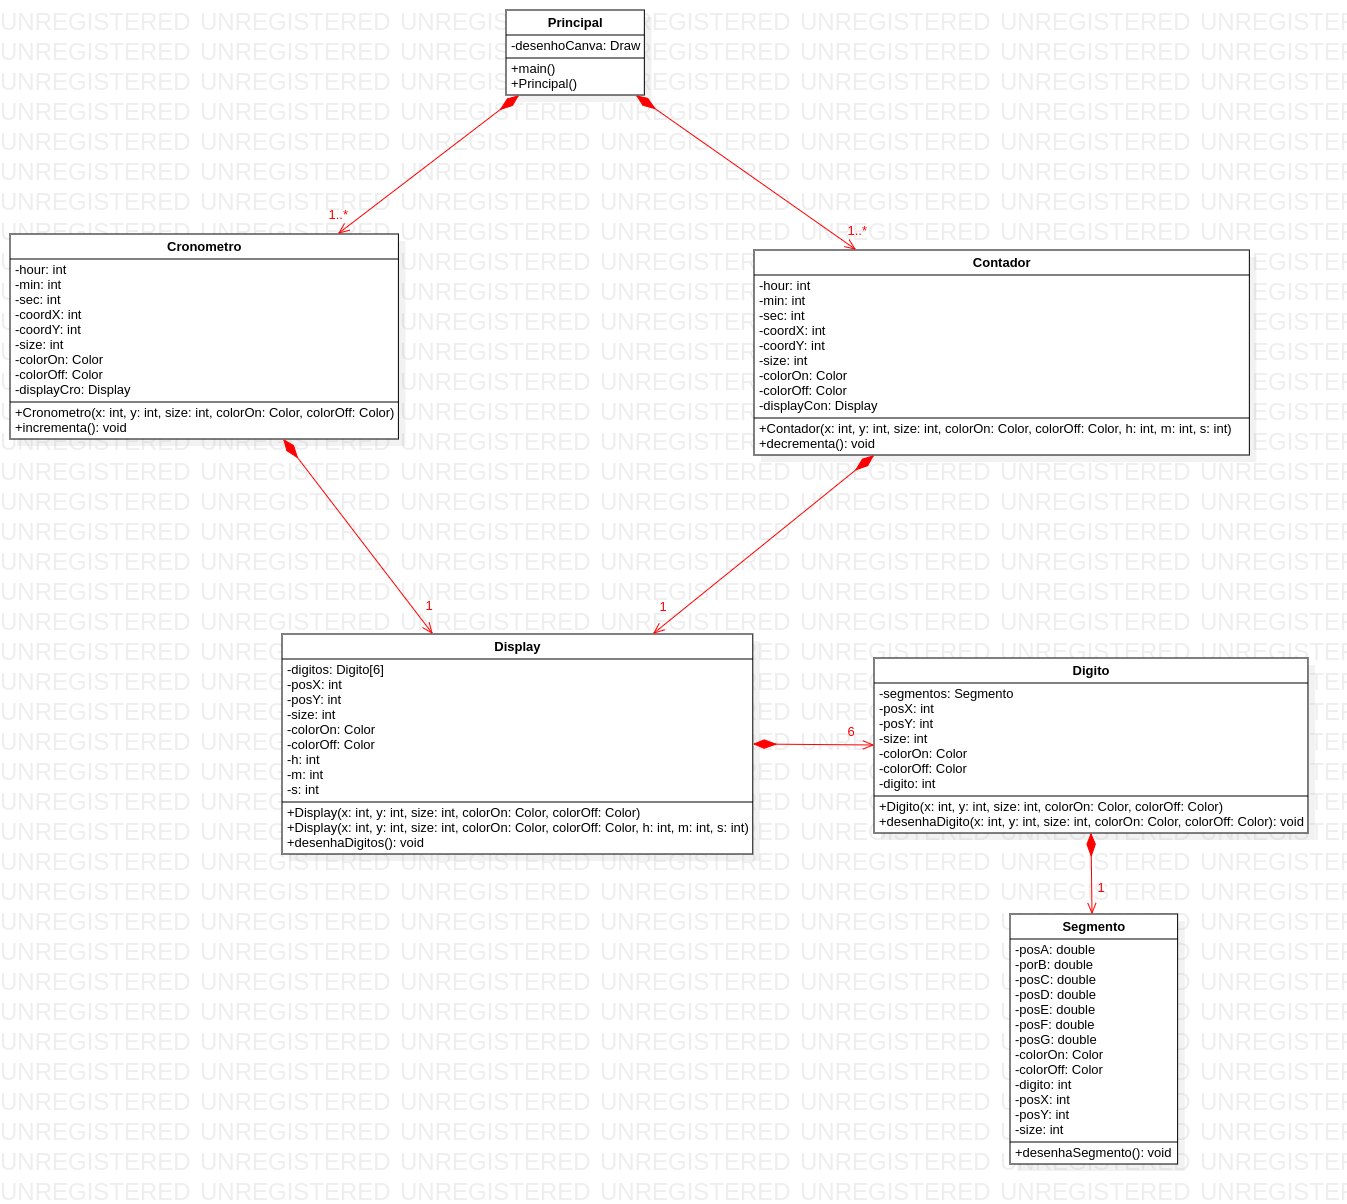 Principal
-desenhoCanva: Draw
+main()
+Principal()
1..*
1..*
Cronometro
-hour: int
-min: int
-sec: int
-coordX: int
-coordY: int
-size: int
-colorOn: Color
-colorOff: Color
-displayCro: Display
+Cronometro(x: int, y: int, size: int, colorOn: Color, colorOff: Color)
+incrementa(): void
Contador
-hour: int
-min: int
-sec: int
-coordX: int
-coordY: int
-size: int
-colorOn: Color
-colorOff: Color
-displayCon: Display
+Contador(x: int, y: int, size: int, colorOn: Color, colorOff: Color, h: int, m: int, s: int)
+decrementa(): void
1
1
Display
-digitos: Digito[6]
-posX: int
-posY: int
-size: int
-colorOn: Color
-colorOff: Color
-h: int
-m: int
-s: int
+Display(x: int, y: int, size: int, colorOn: Color, colorOff: Color)
+Display(x: int, y: int, size: int, colorOn: Color, colorOff: Color, h: int, m: int, s: int)
+desenhaDigitos(): void
6
Digito
-segmentos: Segmento
-posX: int
-posY: int
-size: int
-colorOn: Color
-colorOff: Color
-digito: int
+Digito(x: int, y: int, size: int, colorOn: Color, colorOff: Color)
+desenhaDigito(x: int, y: int, size: int, colorOn: Color, colorOff: Color): void
1
Segmento
-posA: double
-porB: double
-posC: double
-posD: double
-posE: double
-posF: double
-posG: double
-colorOn: Color
-colorOff: Color
-digito: int
-posX: int
-posY: int
-size: int
+desenhaSegmento(): void
UNREGISTERED